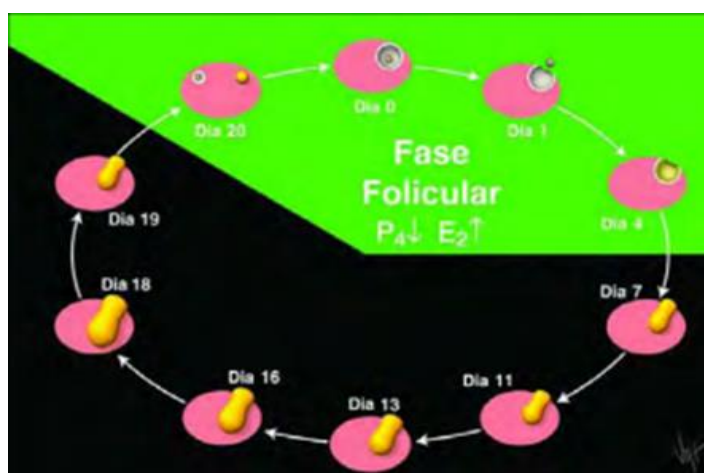 Dia 0
Dia 1
Dia 20
Fase
Folicular
P₄↓ E₂↑
Dia 4
Dia 19
Dia 18
Dia 7
Dia 16
Dia 11
Dia 13